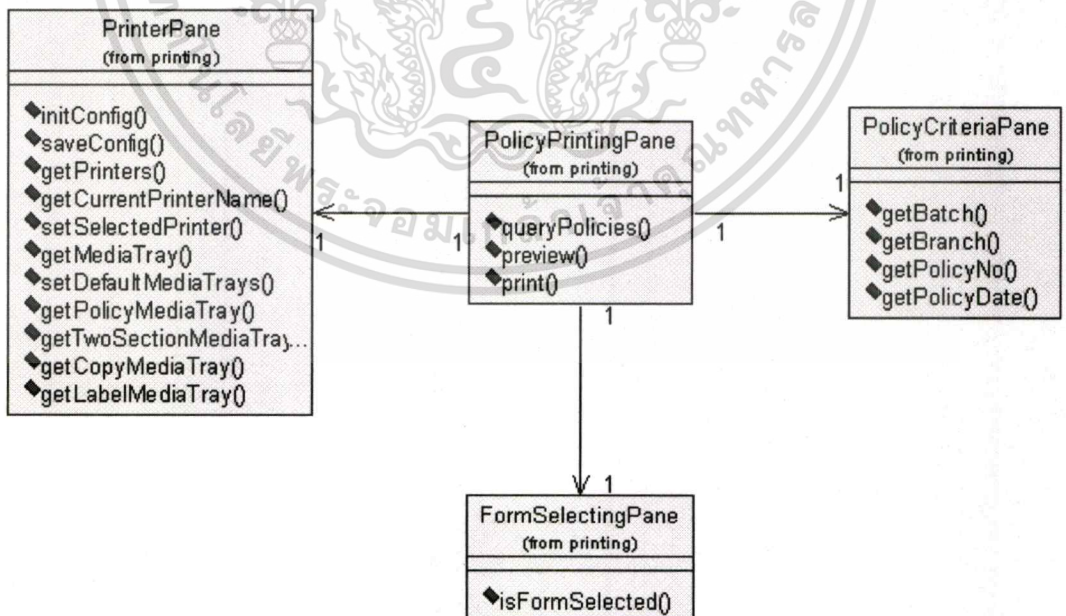 PrinterPane
(from printing)
initConfig()
saveConfig()
getPrinters()
getCurrentPrinterName()
setSelectedPrinter()
getMediaTray()
setDefaultMediaTrays()
getPolicyMediaTray()
getTwoSectionMediaTray...
getCopyMediaTray()
getLabelMediaTray()
1
1
PolicyPrintingPane
(from printing)
queryPolicies()
preview()
print()
1
1
PolicyCriteriaPane
(from printing)
getBatch()
getBranch()
getPolicyNo()
getPolicyDate()
1
1
FormSelectingPane
(from printing)
isFormSelected()